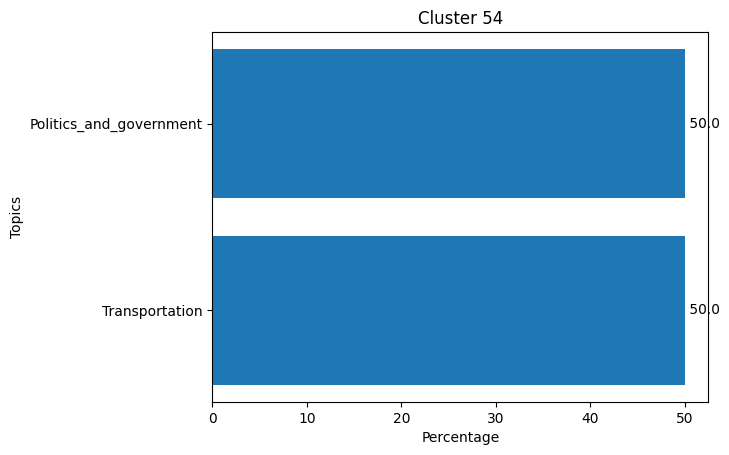 Cluster 54
Politics_and_government
50.0
Topics
Transportation
50.0
0 10 20 30 40 50
Percentage